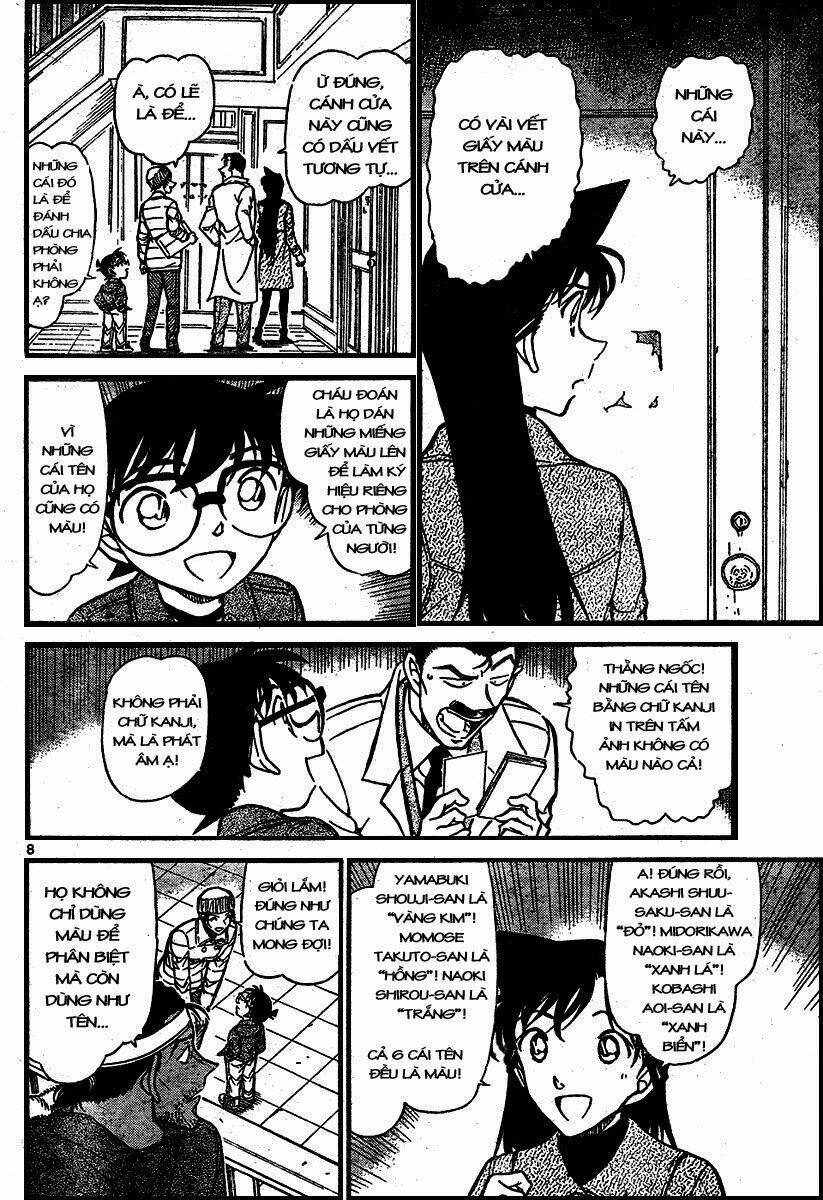 NHỮNG
CÁI
NÀY...
CÓ VÀI VẾT
GIẤY MÀU
TRÊN CÁNH
CỬA...
Ừ ĐÚNG,
CÁNH CỬA
NÀY CŨNG
CÓ DẤU VẾT
TƯƠNG TỰ...
À, CÓ LẼ
LÀ ĐỂ...
NHỮNG
CÁI ĐÓ
LÀ ĐỂ
ĐÁNH
DẤU CHIA
PHÒNG
PHẢI
KHÔNG
Ạ?
CHÁU ĐOÁN
LÀ HỌ DÁN
NHỮNG MIẾNG
GIẤY MÀU LÊN
ĐỂ LÀM KÝ
HIỆU RIÊNG
CHO PHÒNG
CỦA TỪNG
NGƯỜI!
VÌ
NHỮNG
CÁI TÊN
CỦA HỌ
CŨNG CÓ
MÀU!
THẰNG NGỐC!
NHỮNG CÁI TÊN
BẰNG CHỮ KANJI
IN TRÊN TẤM
ẢNH KHÔNG CÓ
MÀU NÀO CẢ!
KHÔNG PHẢI
CHỮ KANJI,
MÀ LÀ PHÁT
ÂM Ạ!
8
A! ĐÚNG RỒI,
AKASHI SHUU-
SAKU-SAN LÀ
"ĐỎ"! MIDORIKAWA
NAOKI-SAN LÀ
"XANH LÁ"!
KOBASHI
AOI-SAN LÀ
"XANH
BIỂN"!
YAMABUKI
SHOUJI-SAN LÀ
"VÀNG KIM"!
MOMOSE
TAKUTO-SAN LÀ
"HỒNG"! NAOKI
SHIROU-SAN LÀ
"TRẮNG"!
CẢ 6 CÁI TÊN
ĐỀU LÀ MÀU!
GIỎI LẮM!
ĐÚNG NHƯ
CHÚNG TA
MONG ĐỢI!
HỌ KHÔNG
CHỈ DÙNG
MÀU ĐỂ
PHÂN BIỆT
MÀ CÒN
DÙNG NHƯ
TÊN...